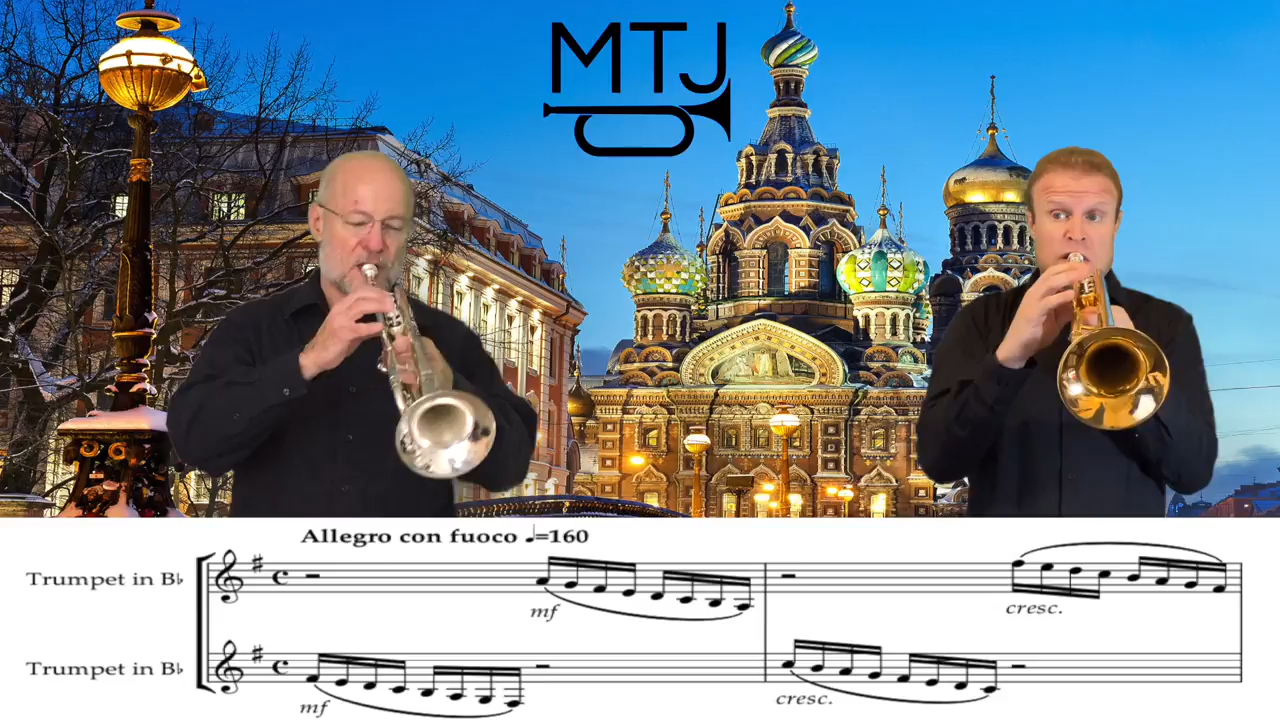 MTJ
Allegro con fuoco ♩=160
Trumpet in B♭
mf
cresc.
Trumpet in B♭
mf
cresc.